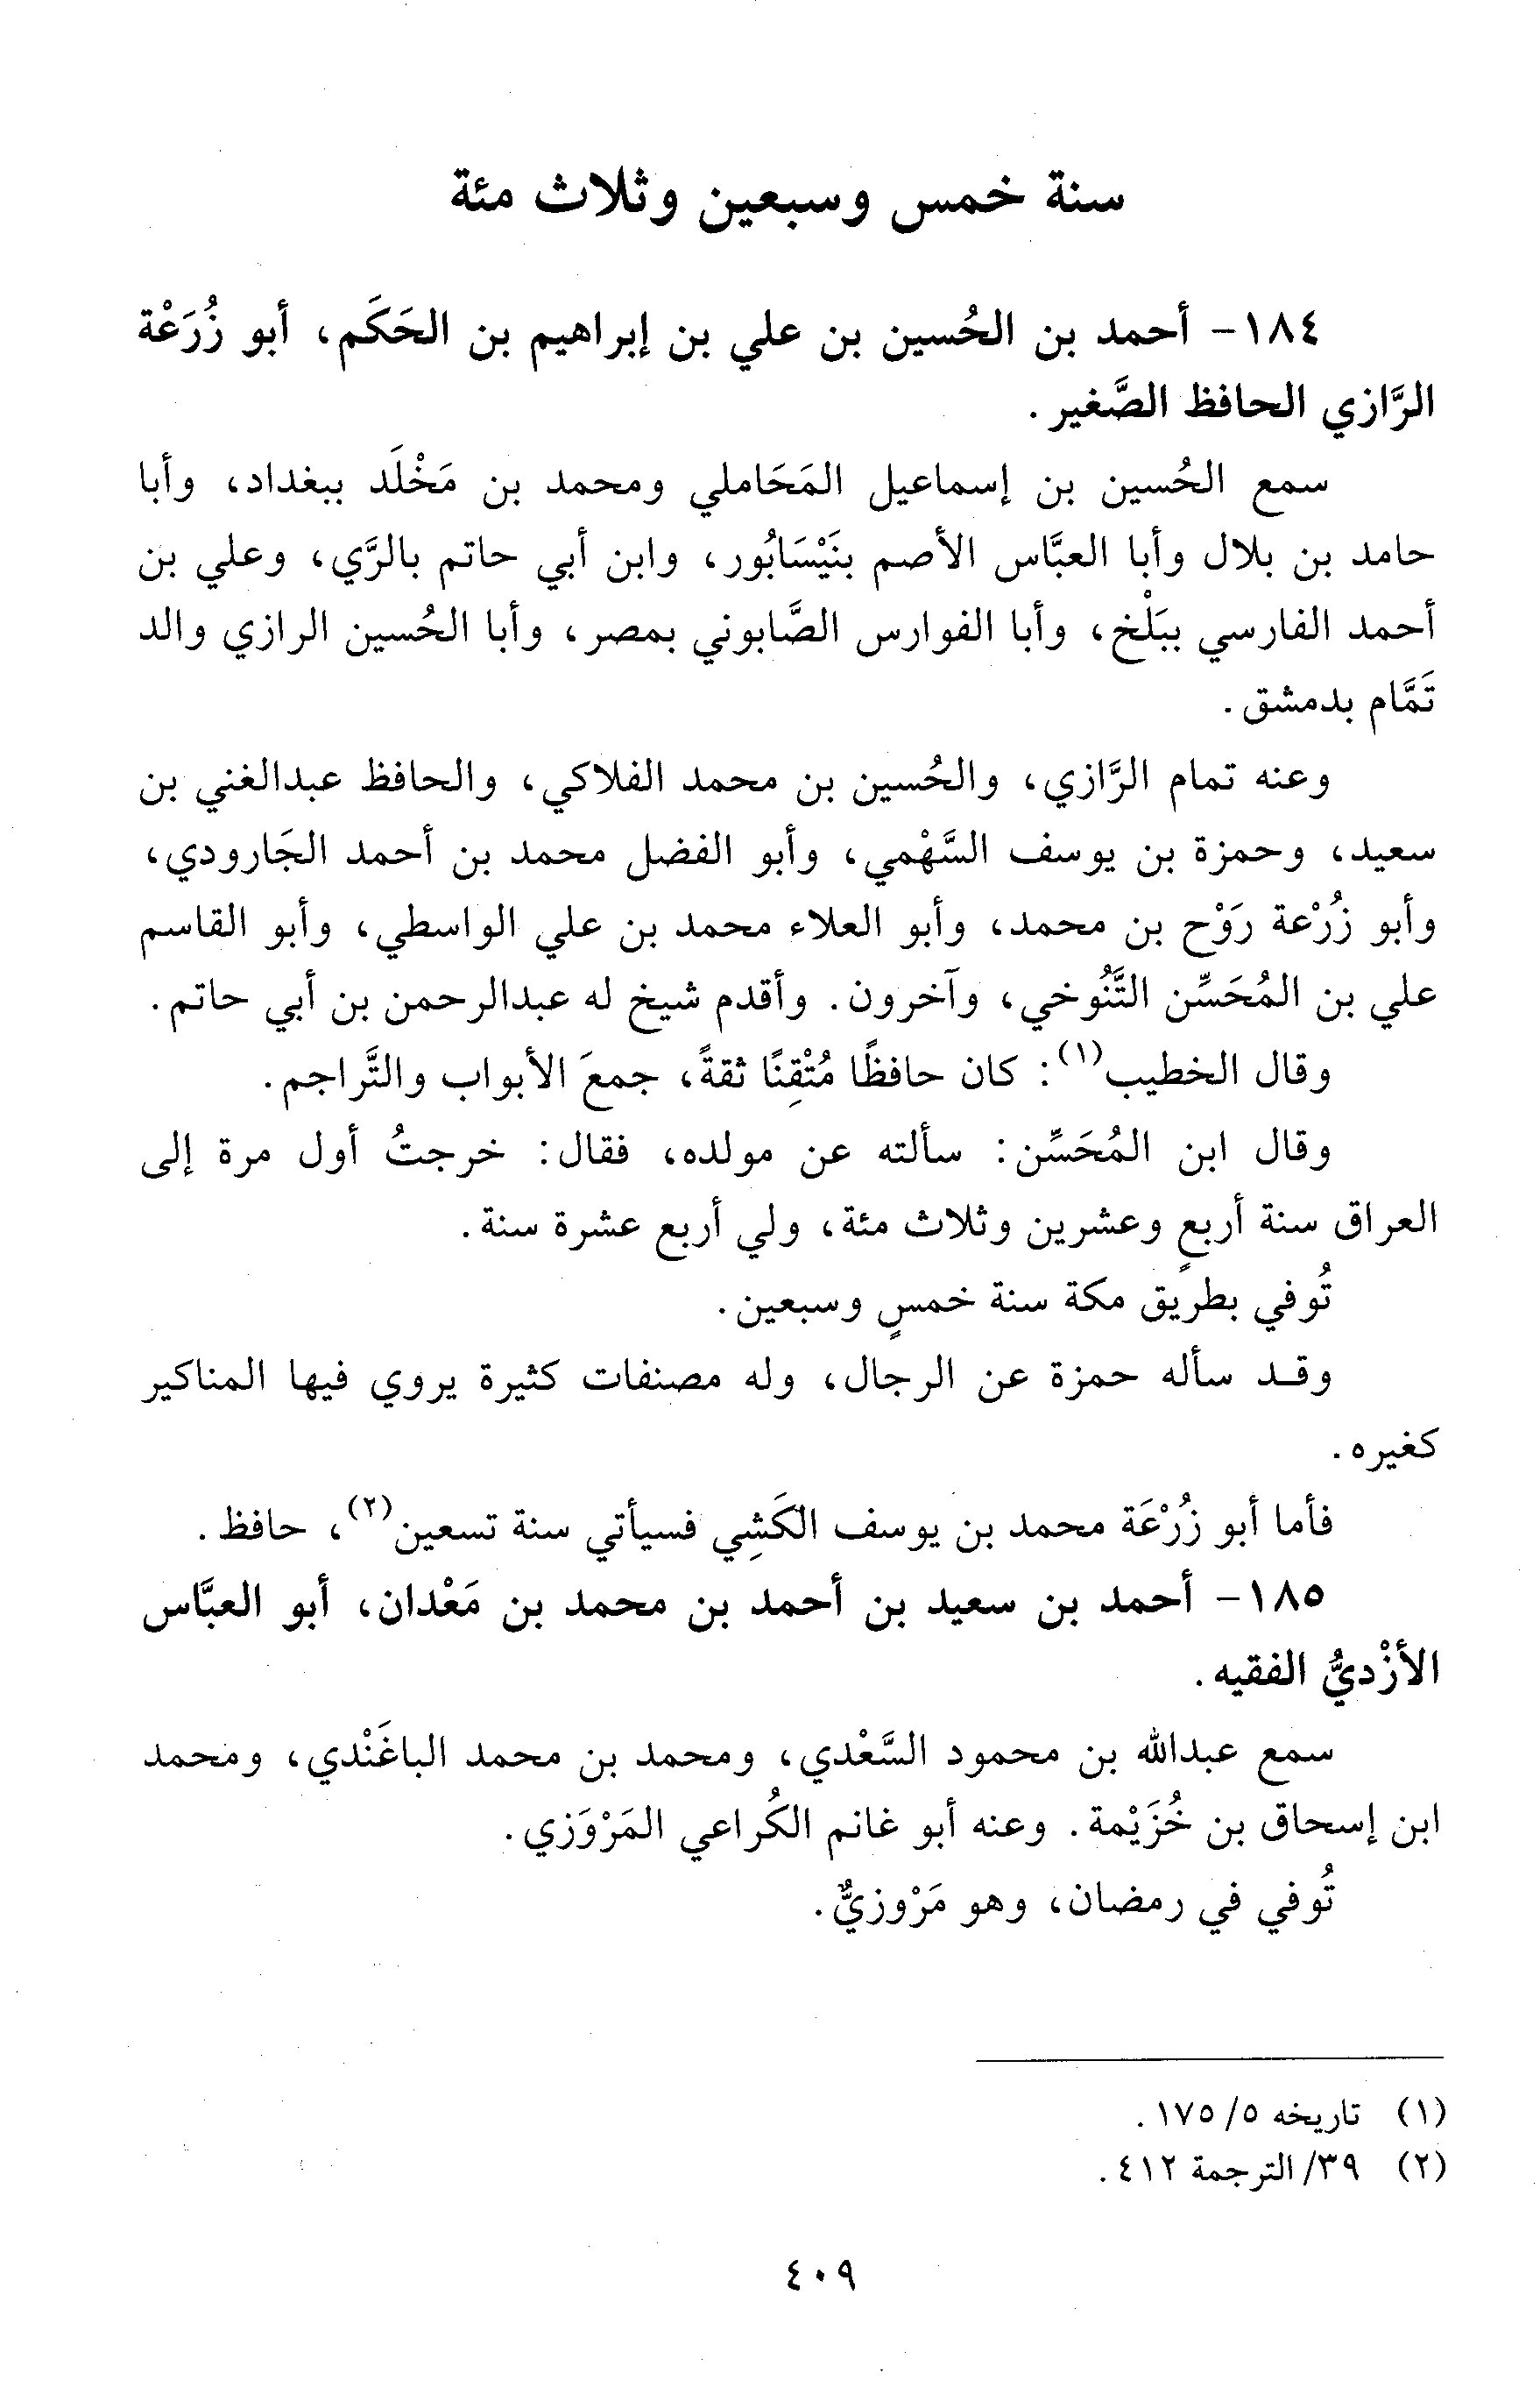 سنة خمس وسبعين وثلاث مئة
١٨٤- أحمد بن الحُسين بن علي بن إبراهيم بن الحَكَم، أبو زُرَعْة
الرَّازي الحافظ الصَّغير.
سمع الحُسين بن إسماعيل المَحَاملي ومحمد بن مَخْلَد ببغداد، وأبا
حامد بن بلال وأبا العبَّاس الأصم بنَيْسَابُور، وابن أبي حاتم بالرَّي، وعلي بن
أحمد الفارسي ببَلْخ، وأبا الفوارس الصَّابوني بمصر، وأبا الحُسين الرازي والد
تَمَّام بدمشق.
وعنه تمام الرَّازي، والحُسين بن محمد الفلاكي، والحافظ عبدالغني بن
سعيد، وحمزة بن يوسف السَّهْمي، وأبو الفضل محمد بن أحمد الجَارودي،
وأبو زُرْعة رَوْح بن محمد، وأبو العلاء محمد بن علي الواسطي، وأبو القاسم
علي بن المُحَسِّن التَّنُوخي، وآخرون. وأقدم شيخ له عبدالرحمن بن أبي حاتم.
وقال الخطيب(١): كان حافظًا مُتْقِنًا ثقةً، جمعَ الأبواب والتَّراجم.
وقال ابن المُحَسِّن: سألته عن مولده، فقال: خرجتُ أول مرة إلى
العراق سنة أربعٍ وعشرين وثلاث مئة، ولي أربع عشرة سنة.
تُوفي بطريق مكة سنة خمسٍ وسبعين.
وقد سأله حمزة عن الرجال، وله مصنفات كثيرة يروي فيها المناكير
كغيره.
فأما أبو زُرْعَة محمد بن يوسف الكَشِي فسيأتي سنة تسعين(٢)، حافظ.
١٨٥- أحمد بن سعيد بن أحمد بن محمد بن مَعْدان، أبو العبَّاس
الأزْديُّ الفقيه.
سمع عبدالله بن محمود السَّعْدي، ومحمد بن محمد الباغَنْدي، ومحمد
ابن إسحاق بن خُزَيْمة. وعنه أبو غانم الكُراعي المَرْوَزي.
تُوفي في رمضان، وهو مَرْوزيٌّ.
(١) تاريخه ٥/ ١٧٥.
(٢) ٣٩/ الترجمة ٤١٢.
٤٠٩